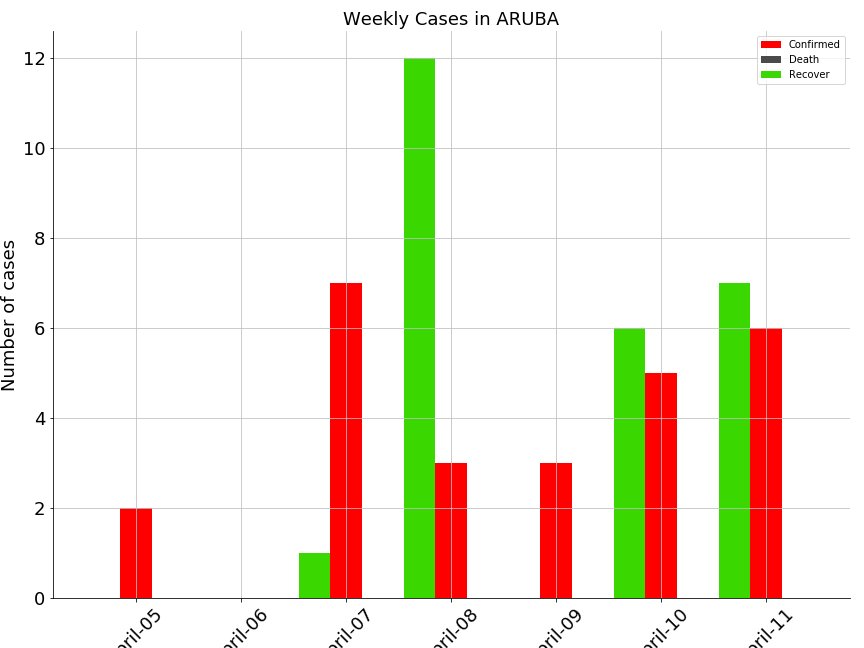 Weekly Cases in ARUBA
Confirmed
Death
Recover
Number of cases
12
10
8
6
4
2
0
pril-05
pril-06
pril-07
pril-08
pril-09
pril-10
pril-11